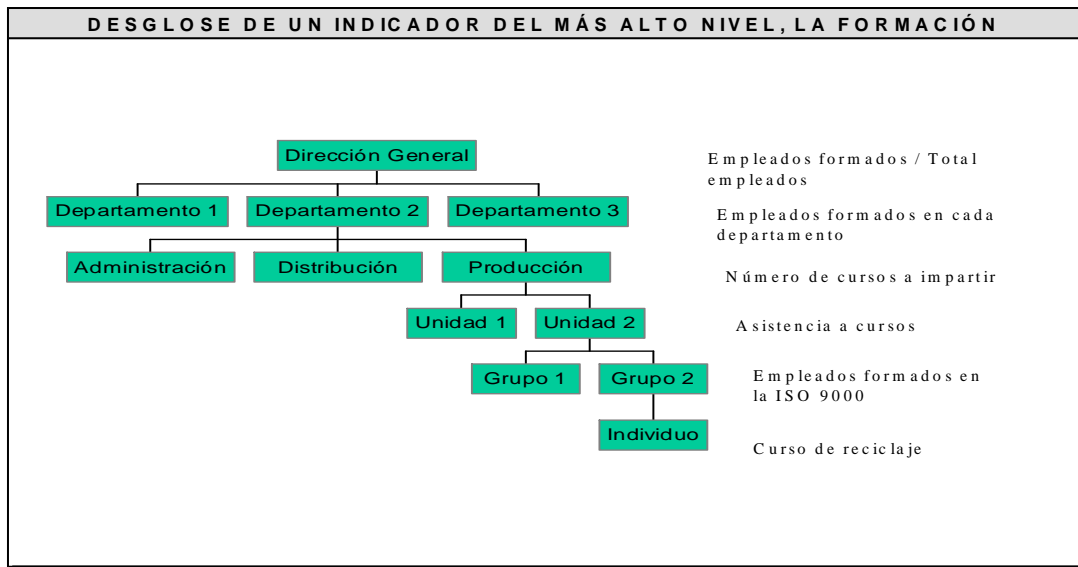 DESGLOSE DE UN INDICADOR DEL MÁS ALTO NIVEL, LA FORMACIÓN
Dirección General
Empleados formados / Total
empleados
Departamento 1
Departamento 2
Departamento 3
Empleados formados en cada
departamento
Administración
Distribución
Producción
Número de cursos a impartir
Unidad 1
Unidad 2
Asistencia a cursos
Grupo 1
Grupo 2
Empleados formados en
la ISO 9000
Individuo
Curso de reciclaje